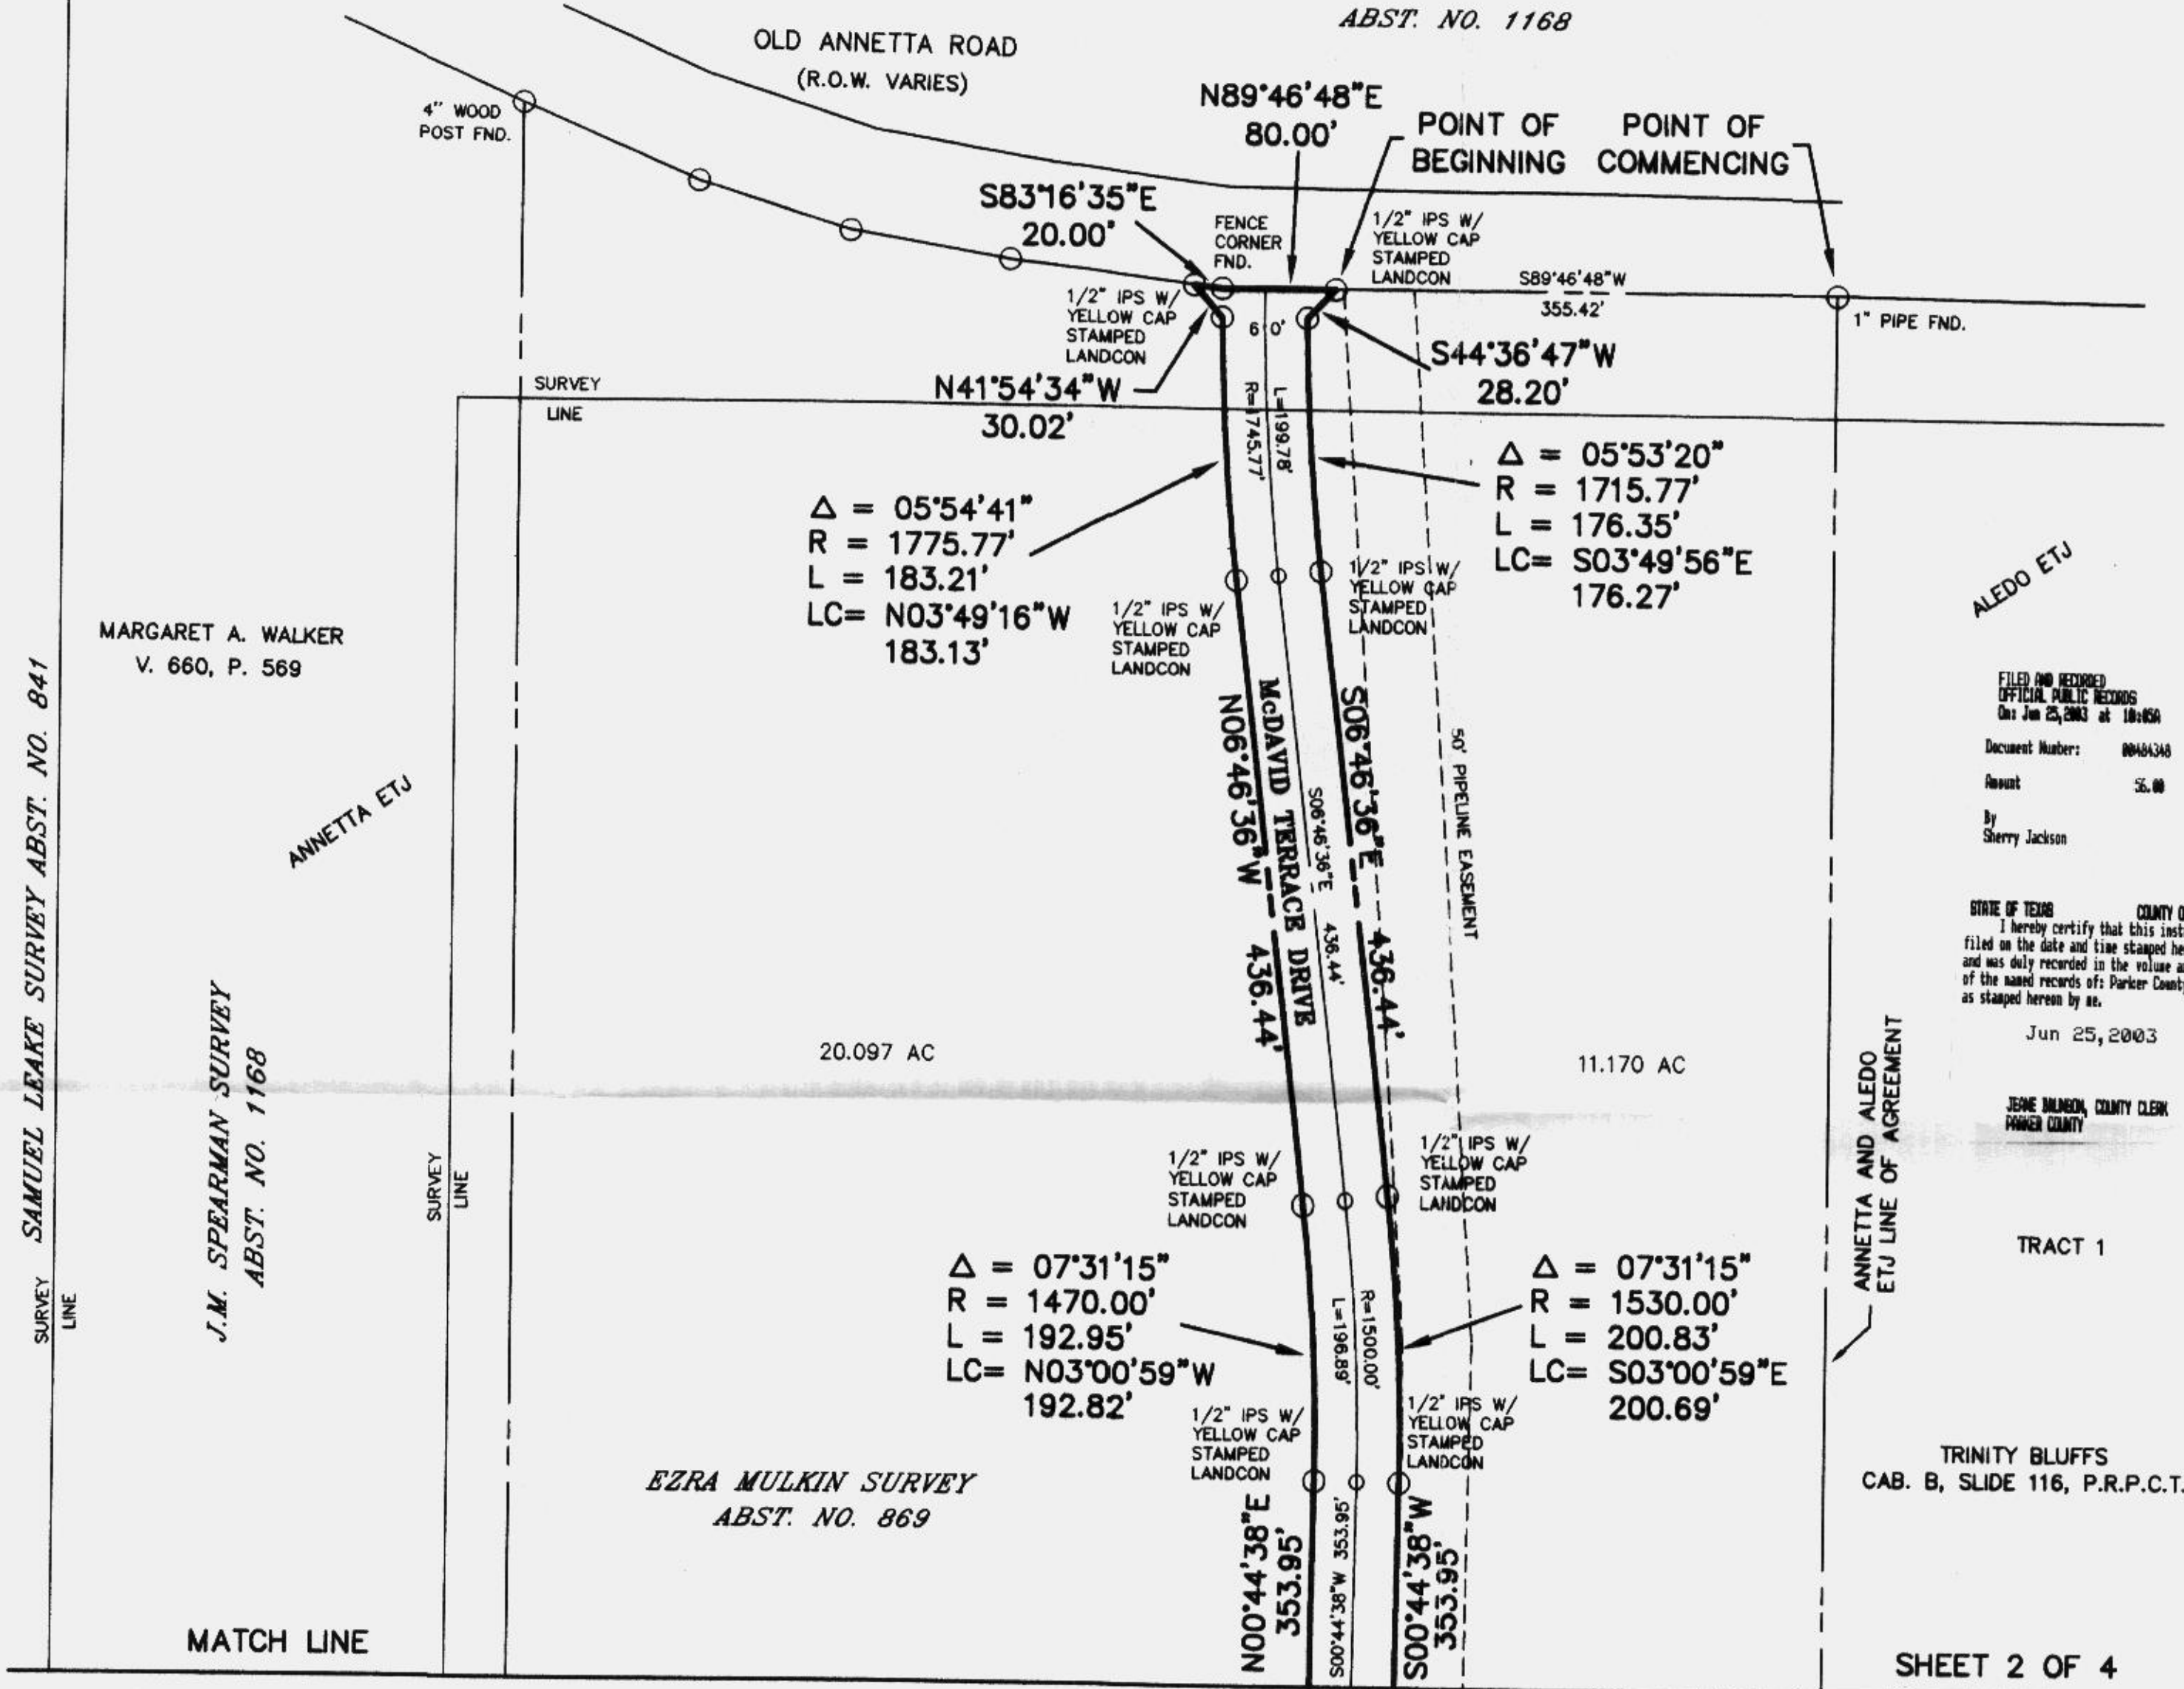 ABST. NO. 1168
OLD ANNETTA ROAD
(R.O.W. VARIES)
4" WOOD
POST FND.
N89°46'48"E
80.00'
POINT OF
BEGINNING
POINT OF
COMMENCING
S83°16'35"E
20.00'
FENCE
CORNER
FND.
1/2" IPS W/
YELLOW CAP
STAMPED
LANDCON
S89°46'48"W
355.42'
1" PIPE FND.
1/2" IPS W/
YELLOW CAP
STAMPED
LANDCON
60'
S44°36'47"W
28.20'
N41°54'34"W
30.02'
SURVEY
LINE
R=1745.77'
L=199.78'
Δ = 05°53'20"
R = 1715.77'
L = 176.35'
LC= S03°49'56"E
176.27'
Δ = 05°54'41"
R = 1775.77'
L = 183.21'
LC= N03°49'16"W
183.13'
1/2" IPS W/
YELLOW CAP
STAMPED
LANDCON
1/2" IPS W/
YELLOW CAP
STAMPED
LANDCON
ALEDO ETJ
MARGARET A. WALKER
V. 660, P. 569
SAMUEL LEAKE SURVEY ABST. NO. 841
ANNETTA ETJ
N06°46'36"W --- 436.44'
McDAVID TERRACE DRIVE
S06°46'36"E 436.44'
S06°46'36"E --- 436.44'
50' PIPELINE EASEMENT
FILED AND RECORDED
OFFICIAL PUBLIC RECORDS
On: Jun 25,2003 at 10:05A
Document Number: 00484348
Amount 56.00
By
Sherry Jackson
STATE OF TEXAS COUNTY O
I hereby certify that this inst
filed on the date and time stamped he
and was duly recorded in the volume a
of the named records of: Parker Count
as stamped hereon by me.
Jun 25,2003
COUNTY CLERK
PARKER COUNTY
J.M. SPEARMAN SURVEY
ABST. NO. 1168
20.097 AC
11.170 AC
SURVEY
LINE
SURVEY
LINE
1/2" IPS W/
YELLOW CAP
STAMPED
LANDCON
1/2" IPS W/
YELLOW CAP
STAMPED
LANDCON
ANNETTA AND ALEDO
ETJ LINE OF AGREEMENT
TRACT 1
Δ = 07°31'15"
R = 1470.00'
L = 192.95'
LC= N03°00'59"W
192.82'
L=196.89'
R=1500.00'
Δ = 07°31'15"
R = 1530.00'
L = 200.83'
LC= S03°00'59"E
200.69'
1/2" IPS W/
YELLOW CAP
STAMPED
LANDCON
1/2" IPS W/
YELLOW CAP
STAMPED
LANDCON
EZRA MULKIN SURVEY
ABST. NO. 869
TRINITY BLUFFS
CAB. B, SLIDE 116, P.R.P.C.T.
N00°44'38"E
353.95'
S00°44'38"W 353.95'
S00°44'38"W
353.95'
MATCH LINE
SHEET 2 OF 4